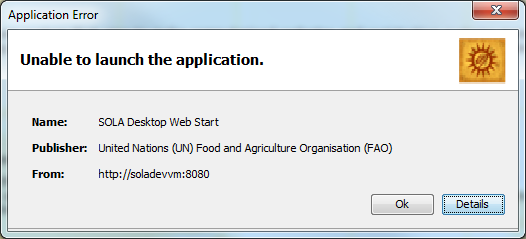 Application Error
Unable to launch the application.
Name: SOLA Desktop Web Start
Publisher: United Nations (UN) Food and Agriculture Organisation (FAO)
From: http://soladevvm:8080
Ok Details